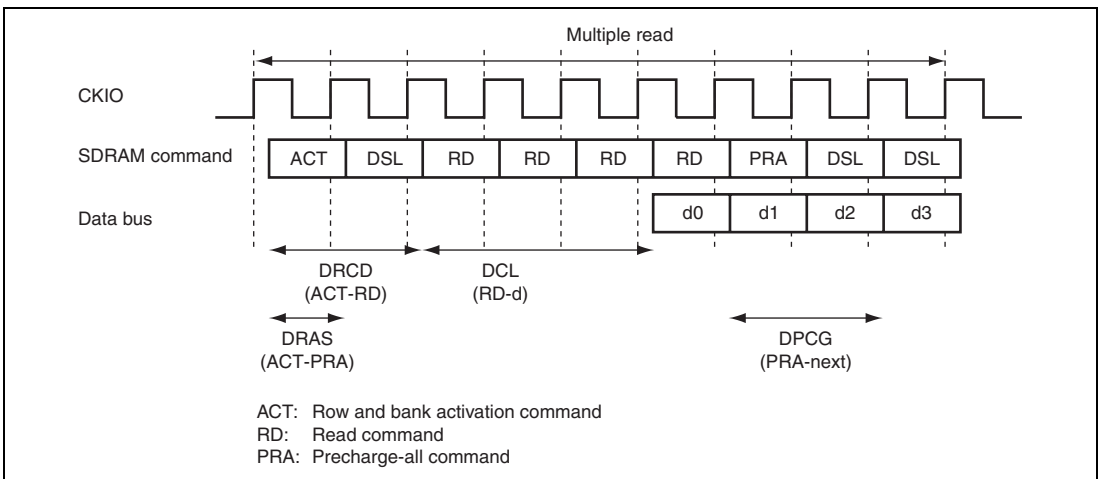 Multiple read
CKIO
SDRAM command ACT DSL RD RD RD RD PRA DSL DSL
Data bus d0 d1 d2 d3
DRCD DCL
(ACT-RD) (RD-d)
DRAS DPCG
(ACT-PRA) (PRA-next)
ACT: Row and bank activation command
RD: Read command
PRA: Precharge-all command